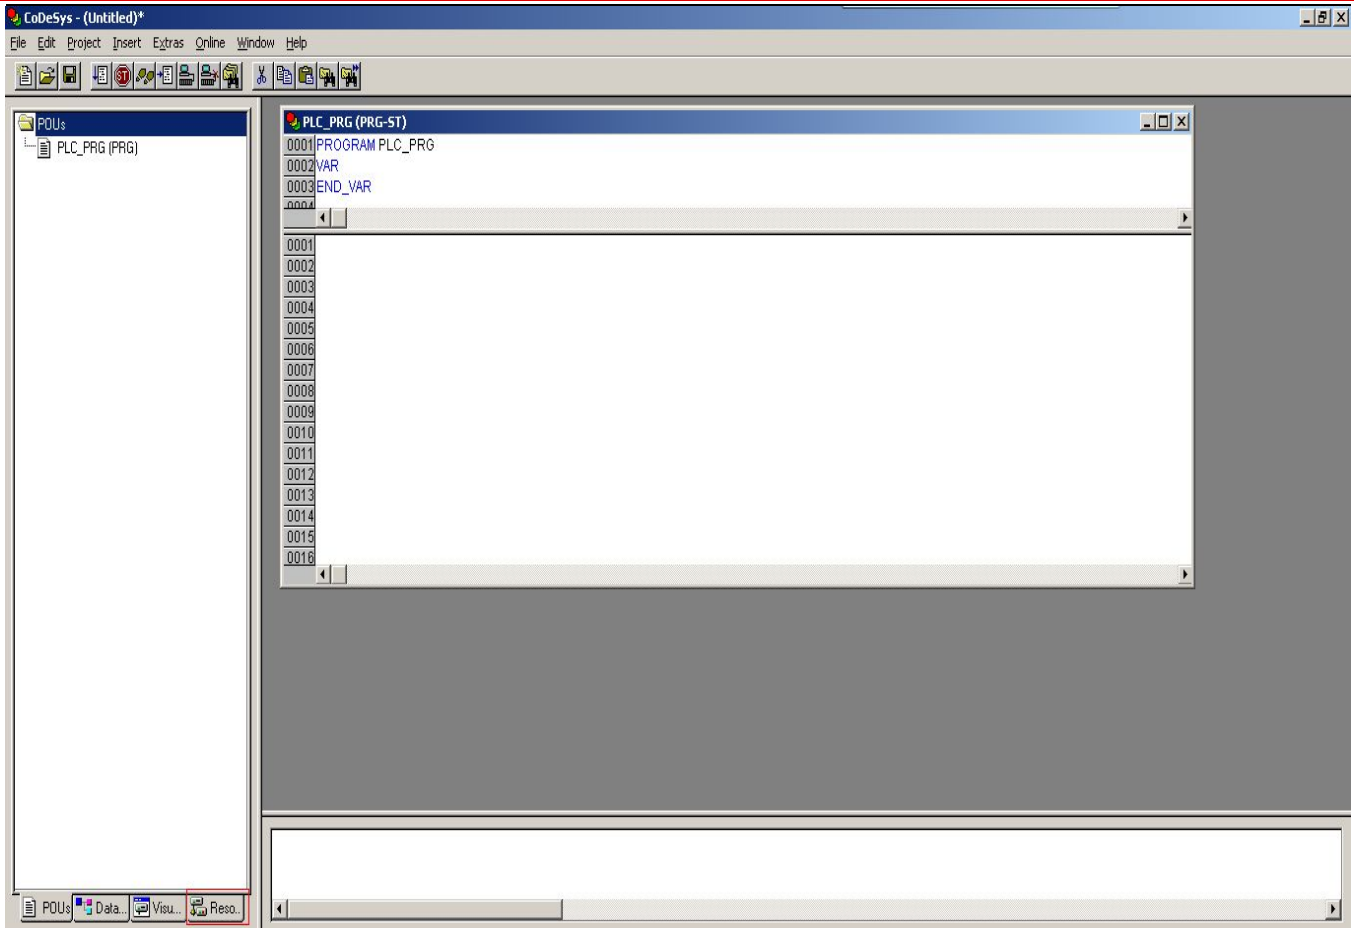 CoDeSys - (Untitled)*
File Edit Project Insert Extras Online Window Help
POUs
PLC_PRG (PRG)
PLC_PRG (PRG-ST)
0001 PROGRAM PLC_PRG
0002 VAR
0003 END_VAR
0004
0001
0002
0003
0004
0005
0006
0007
0008
0009
0010
0011
0012
0013
0014
0015
0016
POUs Data... Visu... Reso..